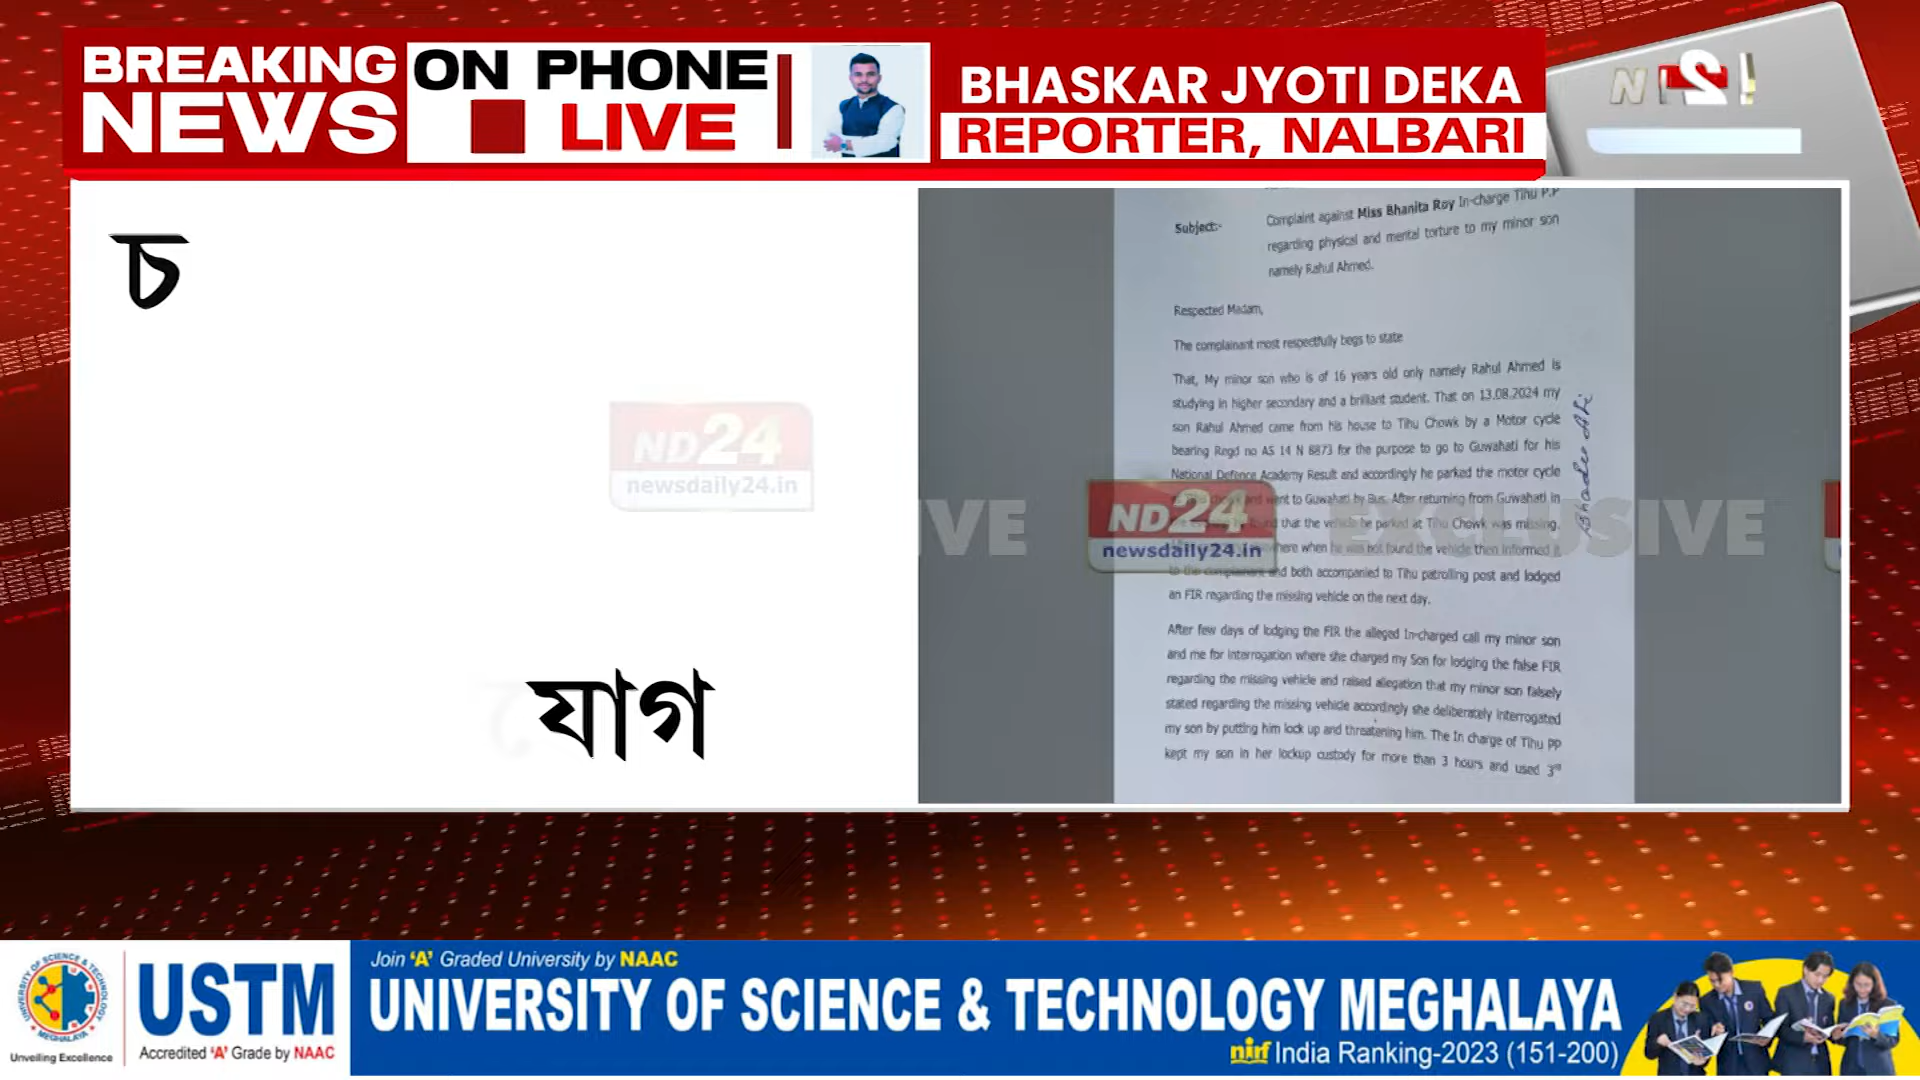 BREAKING
NEWS
ON PHONE
LIVE
BHASKAR JYOTI DEKA
REPORTER, NALBARI
চ
যোগ
ND24
newsdaily24.in
Subject:- Complaint against Miss Bhanita Roy In-charge Tihu P.P
regarding physical and mental torture to my minor son
namely Rahul Ahmed.
Respected Madam,
The complainant most respectfully begs to state
That, My minor son who is of 16 years old only namely Rahul Ahmed is
studying in higher secondary and a brilliant student. That on 13.08.2024 my
son Rahul Ahmed came from his house to Tihu Chowk by a Motor cycle
bearing Regd no AS 14 N 8873 for the purpose to go to Guwahati for his
National Defence Academy Result and accordingly he parked the motor cycle
and went to Guwahati by Bus. After returning from Guwahati in
found that the vehicle he parked at Tihu Chowk was missing.
where when he was not found the vehicle then informed it
to the complainant and both accompanied to Tihu patrolling post and lodged
an FIR regarding the missing vehicle on the next day.
After few days of lodging the FIR the alleged In-charged call my minor son
and me for interrogation where she charged my Son for lodging the false FIR
regarding the missing vehicle and raised allegation that my minor son falsely
stated regarding the missing vehicle accordingly she deliberately interrogated
my son by putting him lock up and threatening him. The In charge of Tihu pp
kept my son in her lockup custody for more than 3 hours and used 3rd
ND24
newsdaily24.in
EXCLUSIVE
UNIVERSITY OF SCIENCE & TECHNOLOGY
MEGHALAYA
Unveiling Excellence
USTM
Accredited 'A' Grade by NAAC
Join 'A' Graded University by NAAC
UNIVERSITY OF SCIENCE & TECHNOLOGY MEGHALAYA
nirf India Ranking-2023 (151-200)